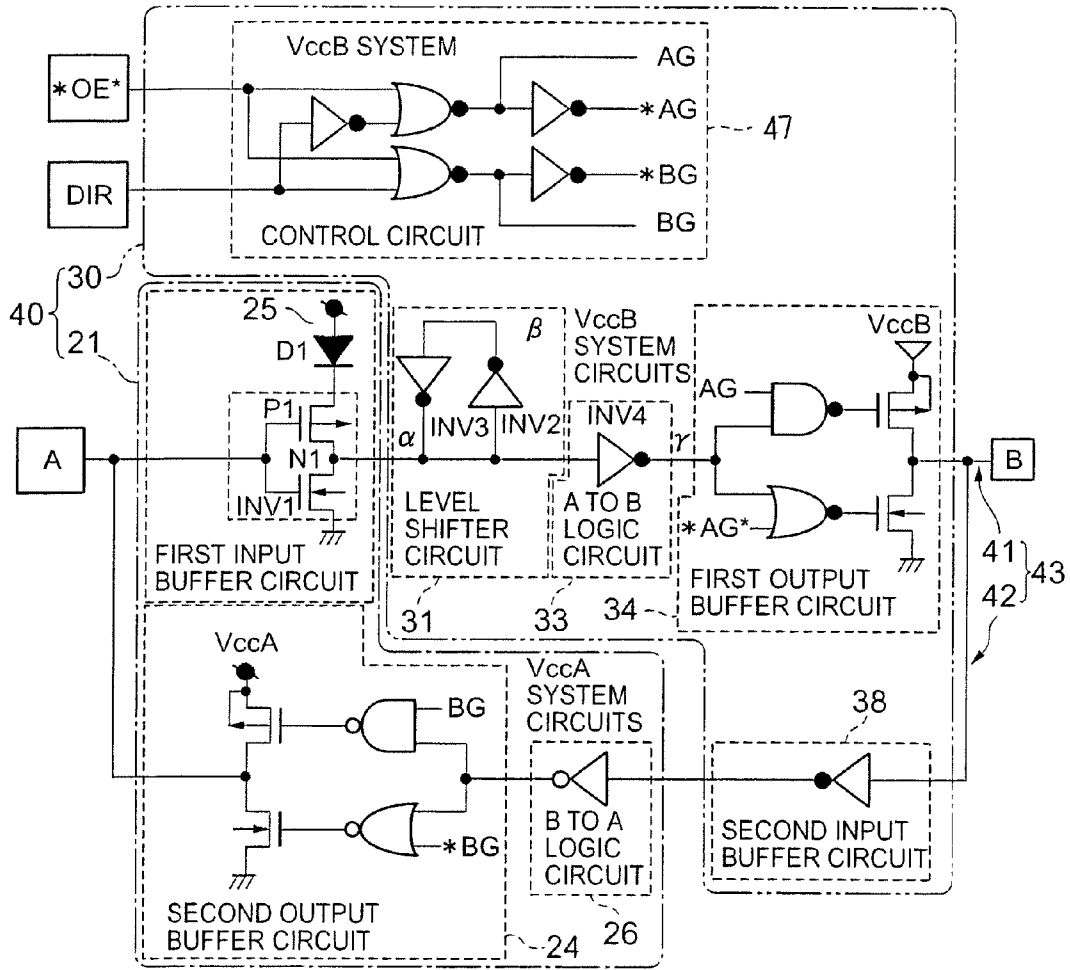 VccB SYSTEM
*OE*
AG
*AG
47
DIR
*BG
BG
CONTROL CIRCUIT
30
40
21
25
D1
P1
N1
INV1
FIRST INPUT
BUFFER CIRCUIT
β
α
INV3
INV2
LEVEL
SHIFTER
CIRCUIT
31
VccB
SYSTEM
CIRCUITS
INV4
γ
A TO B
LOGIC
CIRCUIT
33
VccB
AG
*AG*
FIRST OUTPUT
BUFFER CIRCUIT
34
A
B
41
42
43
VccA
BG
*BG
SECOND OUTPUT
BUFFER CIRCUIT
24
VccA
SYSTEM
CIRCUITS
B TO A
LOGIC
CIRCUIT
26
38
SECOND INPUT
BUFFER CIRCUIT